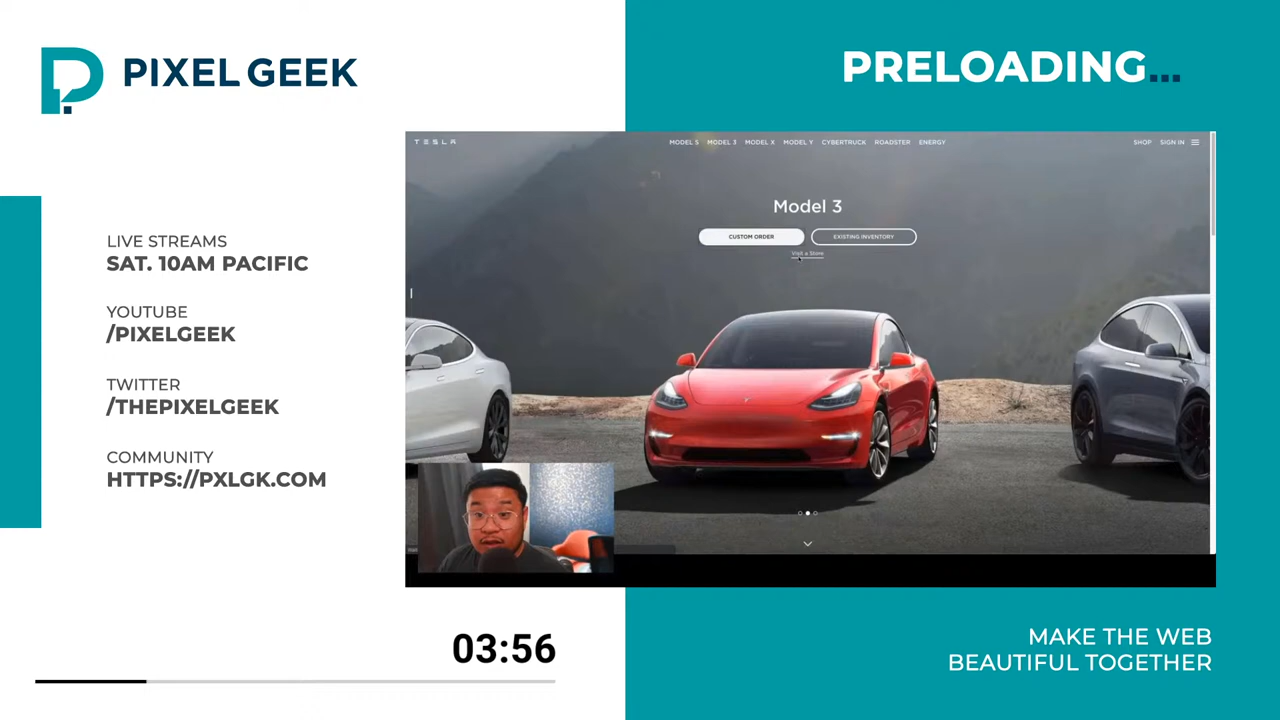 PIXEL GEEK
PRELOADING...
LIVE STREAMS
SAT. 10AM PACIFIC
YOUTUBE
/PIXELGEEK
TWITTER
/THEPIXELGEEK
COMMUNITY
HTTPS://PXLGK.COM
TESLA
MODEL S MODEL 3 MODEL X MODEL Y CYBERTRUCK ROADSTER ENERGY
SHOP SIGN IN
Model 3
CUSTOM ORDER
EXISTING INVENTORY
Visit a Store
03:56
MAKE THE WEB
BEAUTIFUL TOGETHER